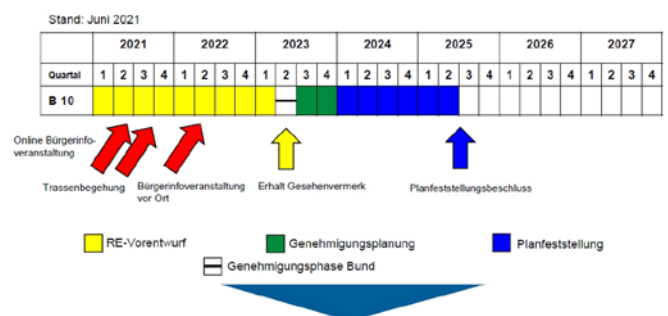 Stand: Juni 2021
2021 2022 2023 2024 2025 2026 2027
Quartal 1 2 3 4 1 2 3 4 1 2 3 4 1 2 3 4 1 2 3 4 1 2 3 4 1 2 3 4
B 10
Online Bürgerinfo-
veranstaltung
Trassenbegehung
Bürgerinfoveranstaltung
vor Ort
Erhalt Gesehenvermerk
Planfeststellungsbeschluss
RE-Vorentwurf
Genehmigungsplanung
Planfeststellung
Genehmigungsphase Bund